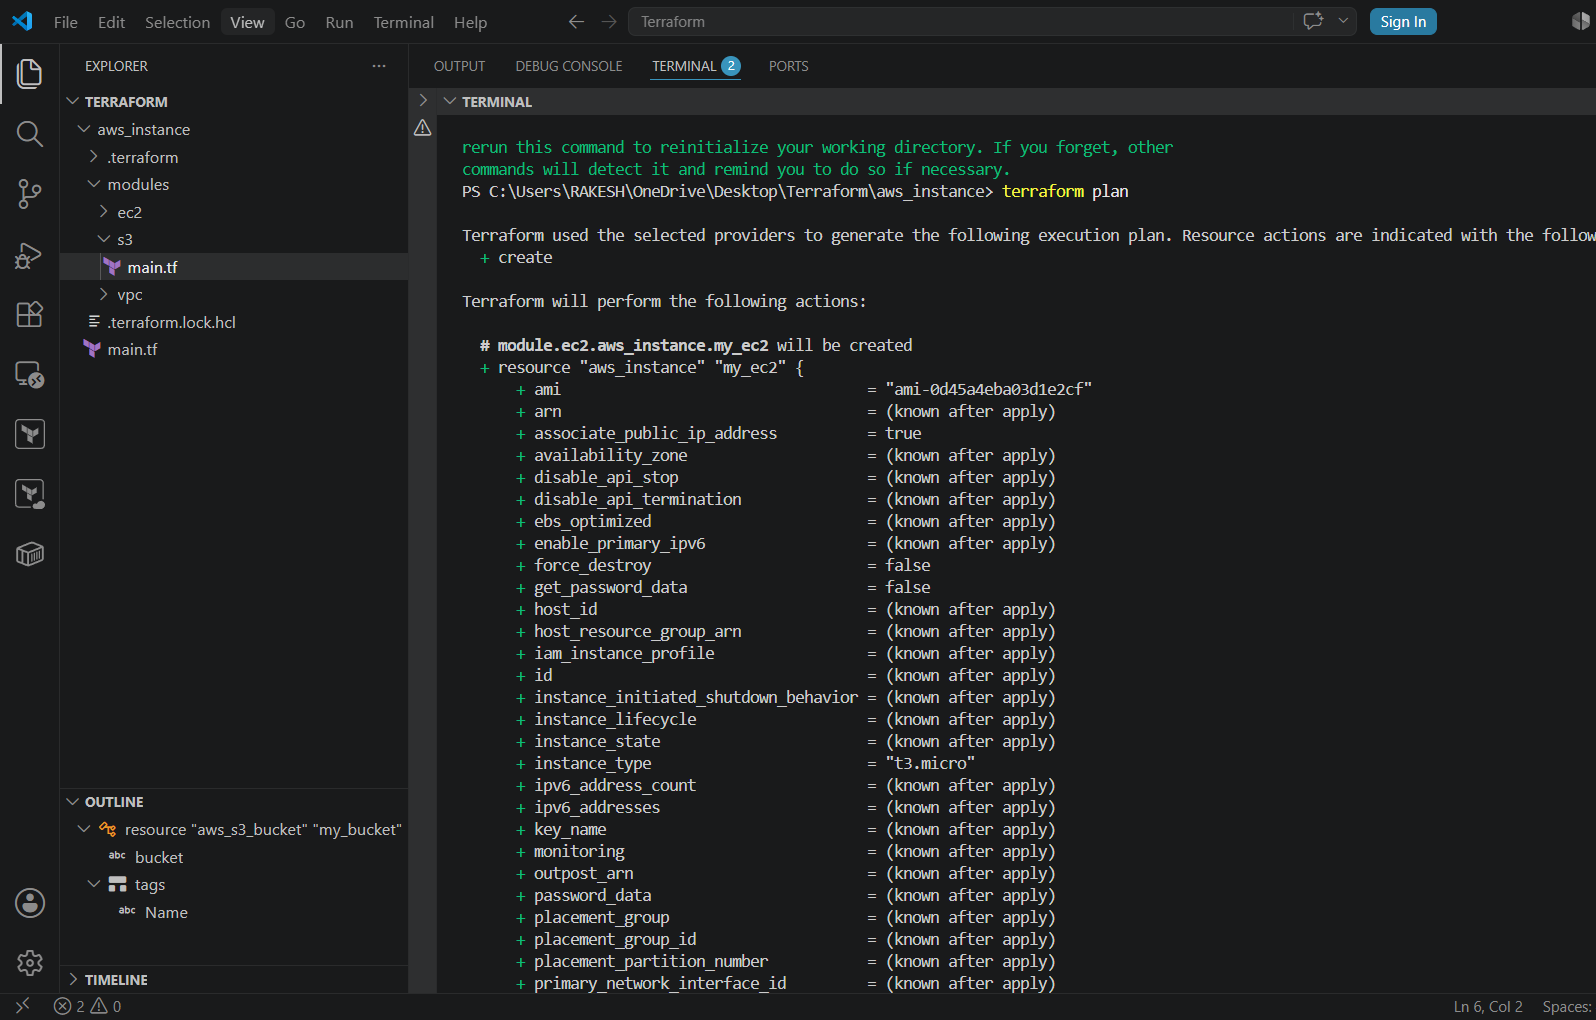 File Edit Selection View Go Run Terminal Help
Terraform
Sign In
EXPLORER
TERRAFORM
aws_instance
.terraform
modules
ec2
s3
main.tf
vpc
.terraform.lock.hcl
main.tf
OUTLINE
resource "aws_s3_bucket" "my_bucket"
abc bucket
tags
abc Name
TIMELINE
OUTPUT DEBUG CONSOLE TERMINAL 2 PORTS
TERMINAL
rerun this command to reinitialize your working directory. If you forget, other
commands will detect it and remind you to do so if necessary.
PS C:\Users\RAKESH\OneDrive\Desktop\Terraform\aws_instance> terraform plan
Terraform used the selected providers to generate the following execution plan. Resource actions are indicated with the follow
+ create
Terraform will perform the following actions:
# module.ec2.aws_instance.my_ec2 will be created
+ resource "aws_instance" "my_ec2" {
+ ami = "ami-0d45a4eba03d1e2cf"
+ arn = (known after apply)
+ associate_public_ip_address = true
+ availability_zone = (known after apply)
+ disable_api_stop = (known after apply)
+ disable_api_termination = (known after apply)
+ ebs_optimized = (known after apply)
+ enable_primary_ipv6 = (known after apply)
+ force_destroy = false
+ get_password_data = false
+ host_id = (known after apply)
+ host_resource_group_arn = (known after apply)
+ iam_instance_profile = (known after apply)
+ id = (known after apply)
+ instance_initiated_shutdown_behavior = (known after apply)
+ instance_lifecycle = (known after apply)
+ instance_state = (known after apply)
+ instance_type = "t3.micro"
+ ipv6_address_count = (known after apply)
+ ipv6_addresses = (known after apply)
+ key_name = (known after apply)
+ monitoring = (known after apply)
+ outpost_arn = (known after apply)
+ password_data = (known after apply)
+ placement_group = (known after apply)
+ placement_group_id = (known after apply)
+ placement_partition_number = (known after apply)
+ primary_network_interface_id = (known after apply)
2 0
Ln 6, Col 2 Spaces: